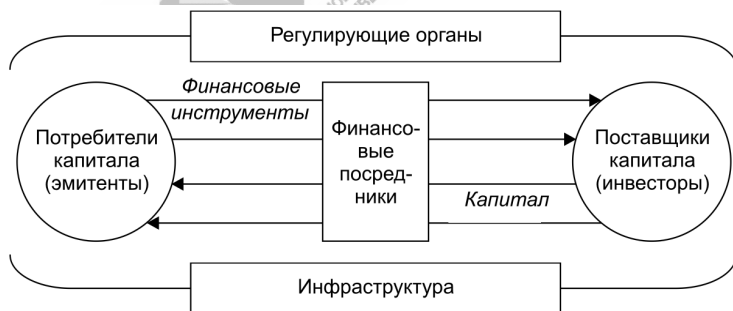 Регулирующие органы
Финансовые
инструменты
Потребители
капитала
(эмитенты)
Финансо-
вые
посред-
ники
Поставщики
капитала
(инвесторы)
Капитал
Инфраструктура